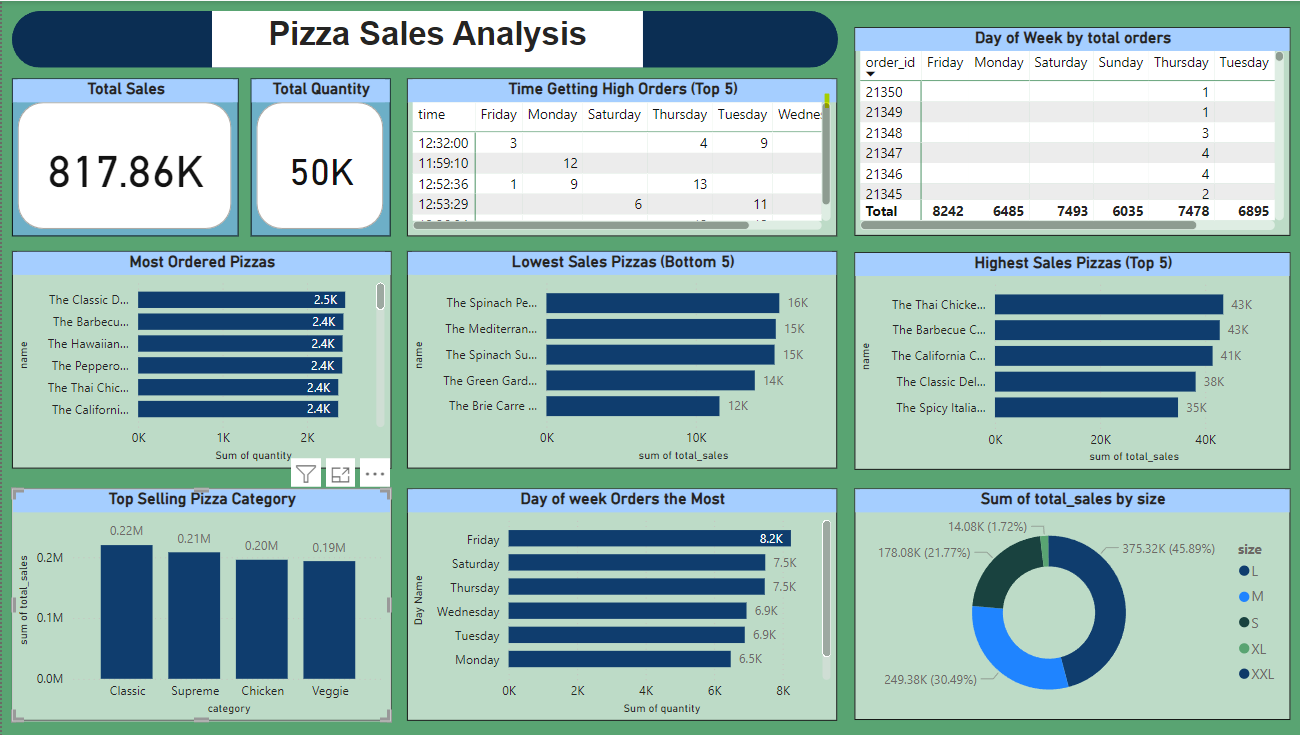 Pizza Sales Analysis
Total Sales
817.86K
Total Quantity
50K
Time Getting High Orders (Top 5)
time Friday Monday Saturday Thursday Tuesday Wednes
12:32:00 3 4 9
11:59:10 12
12:52:36 1 9 13
12:53:29 6 11
Day of Week by total orders
order_id Friday Monday Saturday Sunday Thursday Tuesday
21350 1
21349 1
21348 3
21347 4
21346 4
21345 2
Total 8242 6485 7493 6035 7478 6895
Most Ordered Pizzas
name
The Classic D... 2.5K
The Barbecu... 2.4K
The Hawaiian... 2.4K
The Peppero... 2.4K
The Thai Chic... 2.4K
The Californi... 2.4K
0K 1K 2K
Sum of quantity
Lowest Sales Pizzas (Bottom 5)
name
The Spinach Pe... 16K
The Mediterran... 15K
The Spinach Su... 15K
The Green Gard... 14K
The Brie Carre ... 12K
0K 10K
sum of total_sales
Highest Sales Pizzas (Top 5)
name
The Thai Chicke... 43K
The Barbecue C... 43K
The California C... 41K
The Classic Del... 38K
The Spicy Italia... 35K
0K 20K 40K
sum of total_sales
Top Selling Pizza Category
sum of total_sales
0.22M 0.21M 0.20M 0.19M
0.2M
0.1M
0.0M
Classic Supreme Chicken Veggie
category
Day of week Orders the Most
Day Name
Friday 8.2K
Saturday 7.5K
Thursday 7.5K
Wednesday 6.9K
Tuesday 6.9K
Monday 6.5K
0K 2K 4K 6K 8K
Sum of quantity
Sum of total_sales by size
14.08K (1.72%)
178.08K (21.77%)
375.32K (45.89%)
249.38K (30.49%)
size
L
M
S
XL
XXL